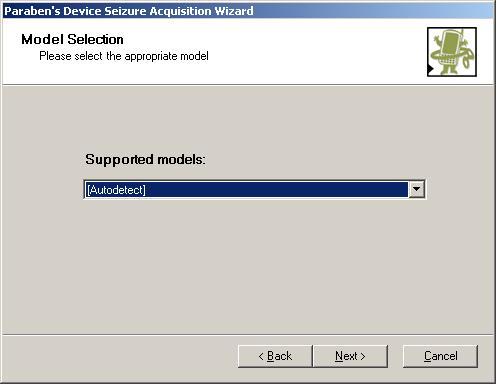 Paraben's Device Seizure Acquisition Wizard
Model Selection
Please select the appropriate model
Supported models:
[Autodetect]
< Back
Next >
Cancel